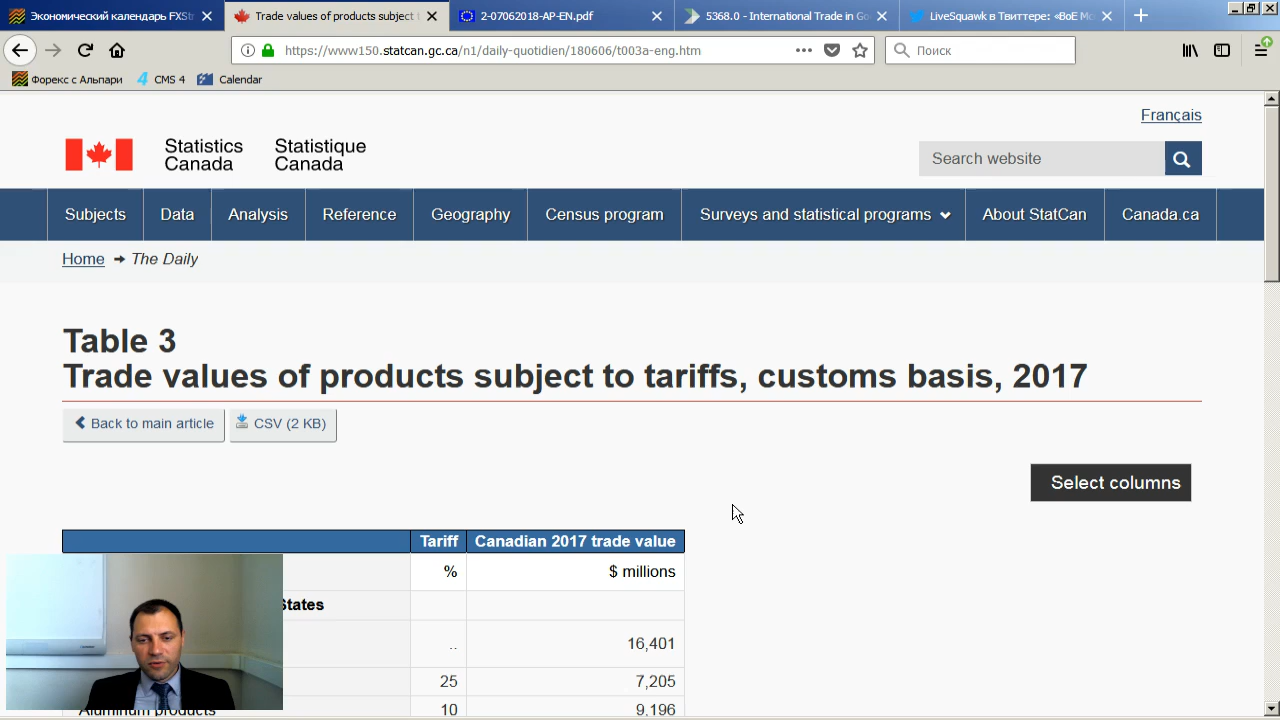 Экономический календарь FXStr
Trade values of products subject t
2-07062018-AP-EN.pdf
5368.0 - International Trade in Go
LiveSquawk в Твиттере: «BoE Mc
https://www150.statcan.gc.ca/n1/daily-quotidien/180606/t003a-eng.htm
Поиск
Форекс с Альпари
CMS 4
Calendar
Français
Statistics
Canada
Statistique
Canada
Search website
Subjects
Data
Analysis
Reference
Geography
Census program
Surveys and statistical programs
About StatCan
Canada.ca
Home
The Daily
Table 3
Trade values of products subject to tariffs, customs basis, 2017
Back to main article
CSV (2 KB)
Select columns
Tariff
Canadian 2017 trade value
%
$ millions
States
..
16,401
25
7,205
Aluminum products
10
9,196